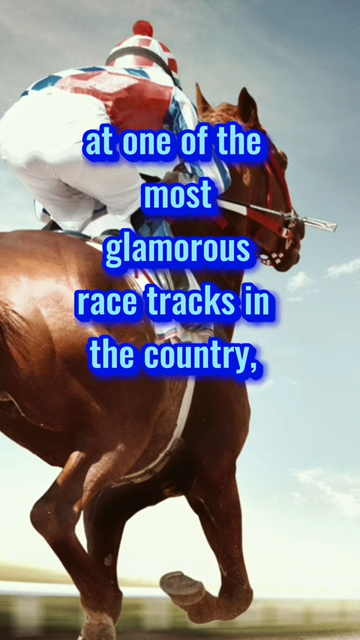 at one of the
most
glamorous
race tracks in
the country,